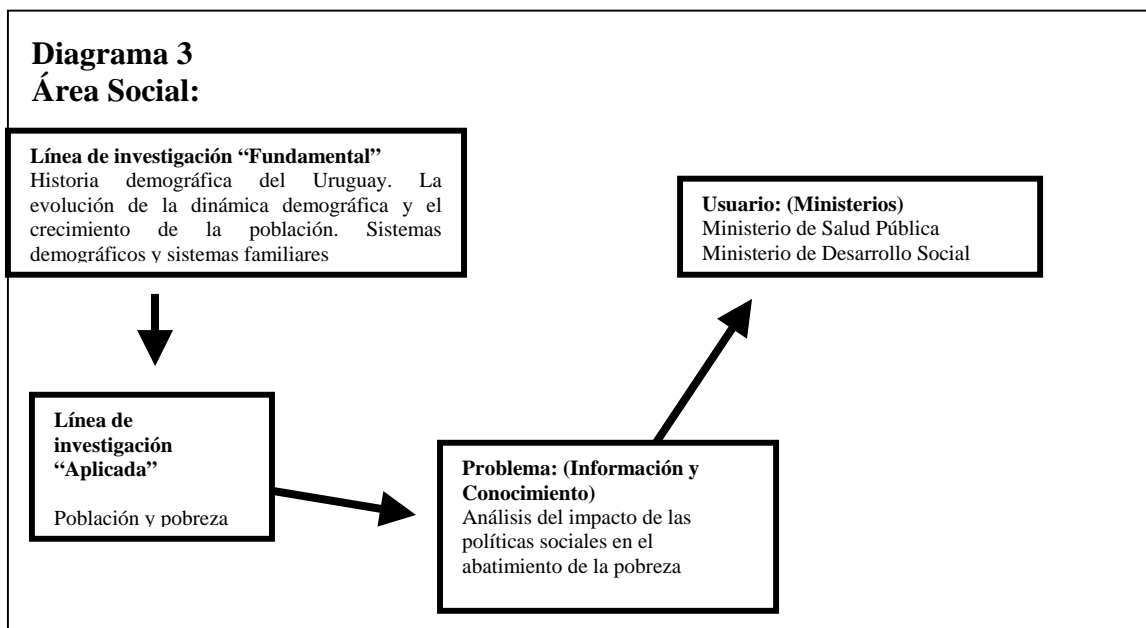 Diagrama 3
Área Social:
Línea de investigación “Fundamental”
Historia demográfica del Uruguay. La
evolución de la dinámica demográfica y el
crecimiento de la población. Sistemas
demográficos y sistemas familiares
Usuario: (Ministerios)
Ministerio de Salud Pública
Ministerio de Desarrollo Social
Línea de
investigación
“Aplicada”
Población y pobreza
Problema: (Información y
Conocimiento)
Análisis del impacto de las
políticas sociales en el
abatimiento de la pobreza